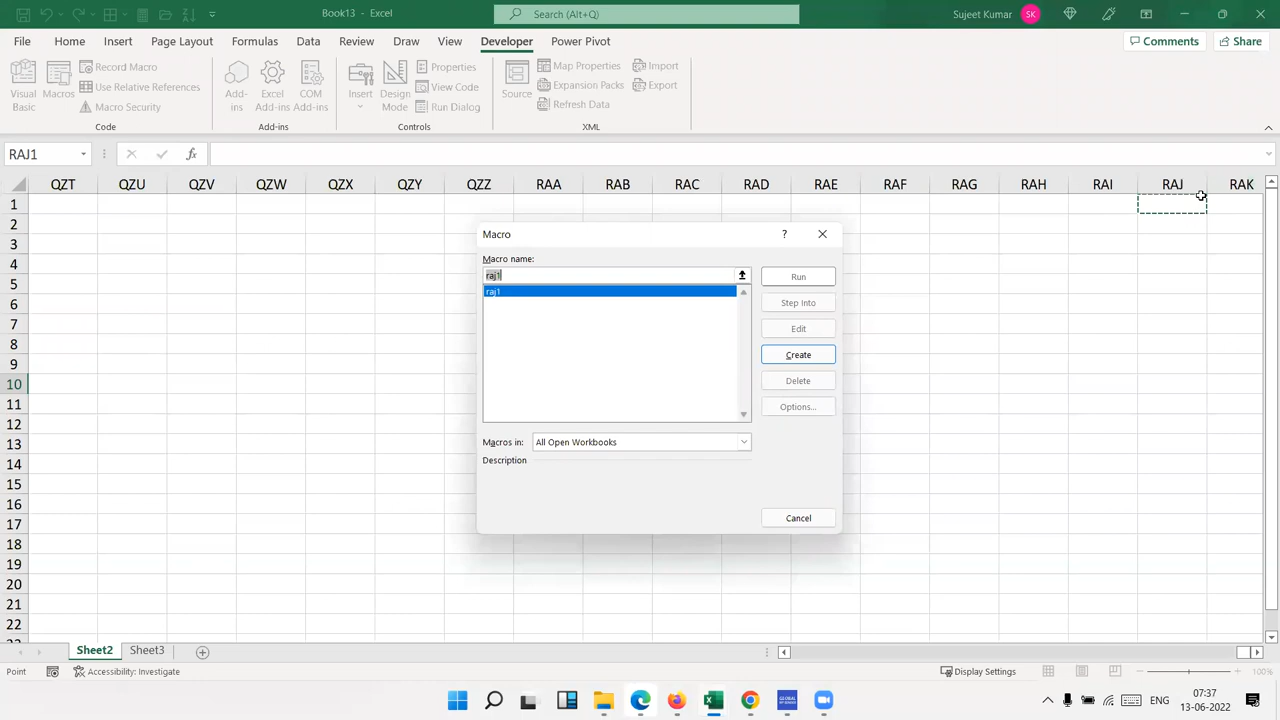 Book13 - Excel
Search (Alt+Q)
Sujeet Kumar
SK
File Home Insert Page Layout Formulas Data Review Draw View Developer Power Pivot
Comments
Share
Visual Basic
Macros
Record Macro
Use Relative References
Macro Security
Code
Add-ins
Excel Add-ins
COM Add-ins
Add-ins
Insert
Design Mode
Properties
View Code
Run Dialog
Controls
Source
Map Properties
Expansion Packs
Refresh Data
Import
Export
XML
RAJ1
fx
QZT QZU QZV QZW QZX QZY QZZ RAA RAB RAC RAD RAE RAF RAG RAH RAI RAJ RAK
1
2
3
4
5
6
7
8
9
10
11
12
13
14
15
16
17
18
19
20
21
22
Macro
?
Macro name:
raj1
raj1
Run
Step Into
Edit
Create
Delete
Options...
Macros in: All Open Workbooks
Description
Cancel
Sheet2 Sheet3
Point
Accessibility: Investigate
Display Settings
100%
GLOBAL
ENG
07:37
13-06-2022